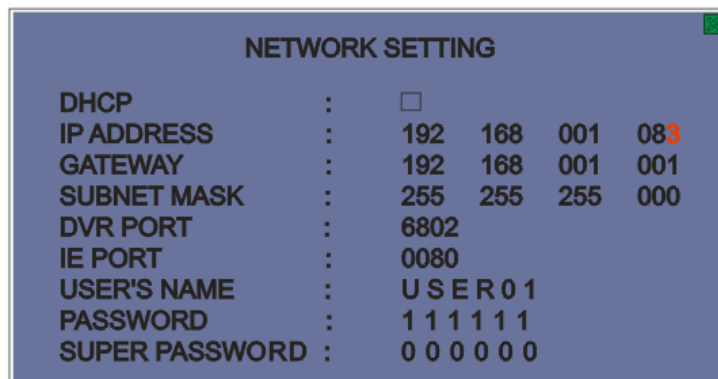 NETWORK SETTING
DHCP : □
IP ADDRESS : 192 168 001 083
GATEWAY : 192 168 001 001
SUBNET MASK : 255 255 255 000
DVR PORT : 6802
IE PORT : 0080
USER'S NAME : U S E R 0 1
PASSWORD : 1 1 1 1 1 1
SUPER PASSWORD : 0 0 0 0 0 0